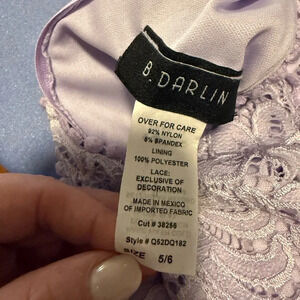 B. DARLIN
OVER FOR CARE
92% NYLON
8% SPANDEX
LINING
100% POLYESTER
LACE:
EXCLUSIVE OF
DECORATION
MADE IN MEXICO
OF IMPORTED FABRIC
Cut # 38256
Style # Q52DQ182
SIZE 5/6